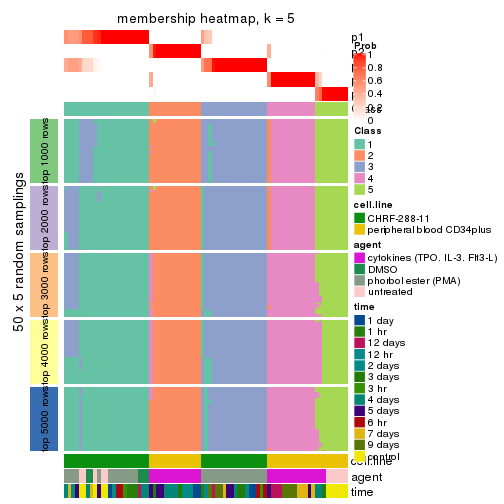 membership heatmap, k = 5
p1
Prob
1
0.8
0.6
0.4
0.2
0
Class
1
2
3
4
5
cell.line
CHRF-288-11
peripheral blood CD34plus
agent
cytokines (TPO. IL-3. Flt3-L)
DMSO
phorbol ester (PMA)
untreated
time
1 day
1 hr
12 days
12 hr
2 days
3 days
3 hr
4 days
5 days
6 hr
7 days
9 days
control
50 x 5 random samplings
top 1000 rows
top 2000 rows
top 3000 rows
top 4000 rows
top 5000 rows
cell.line
agent
time